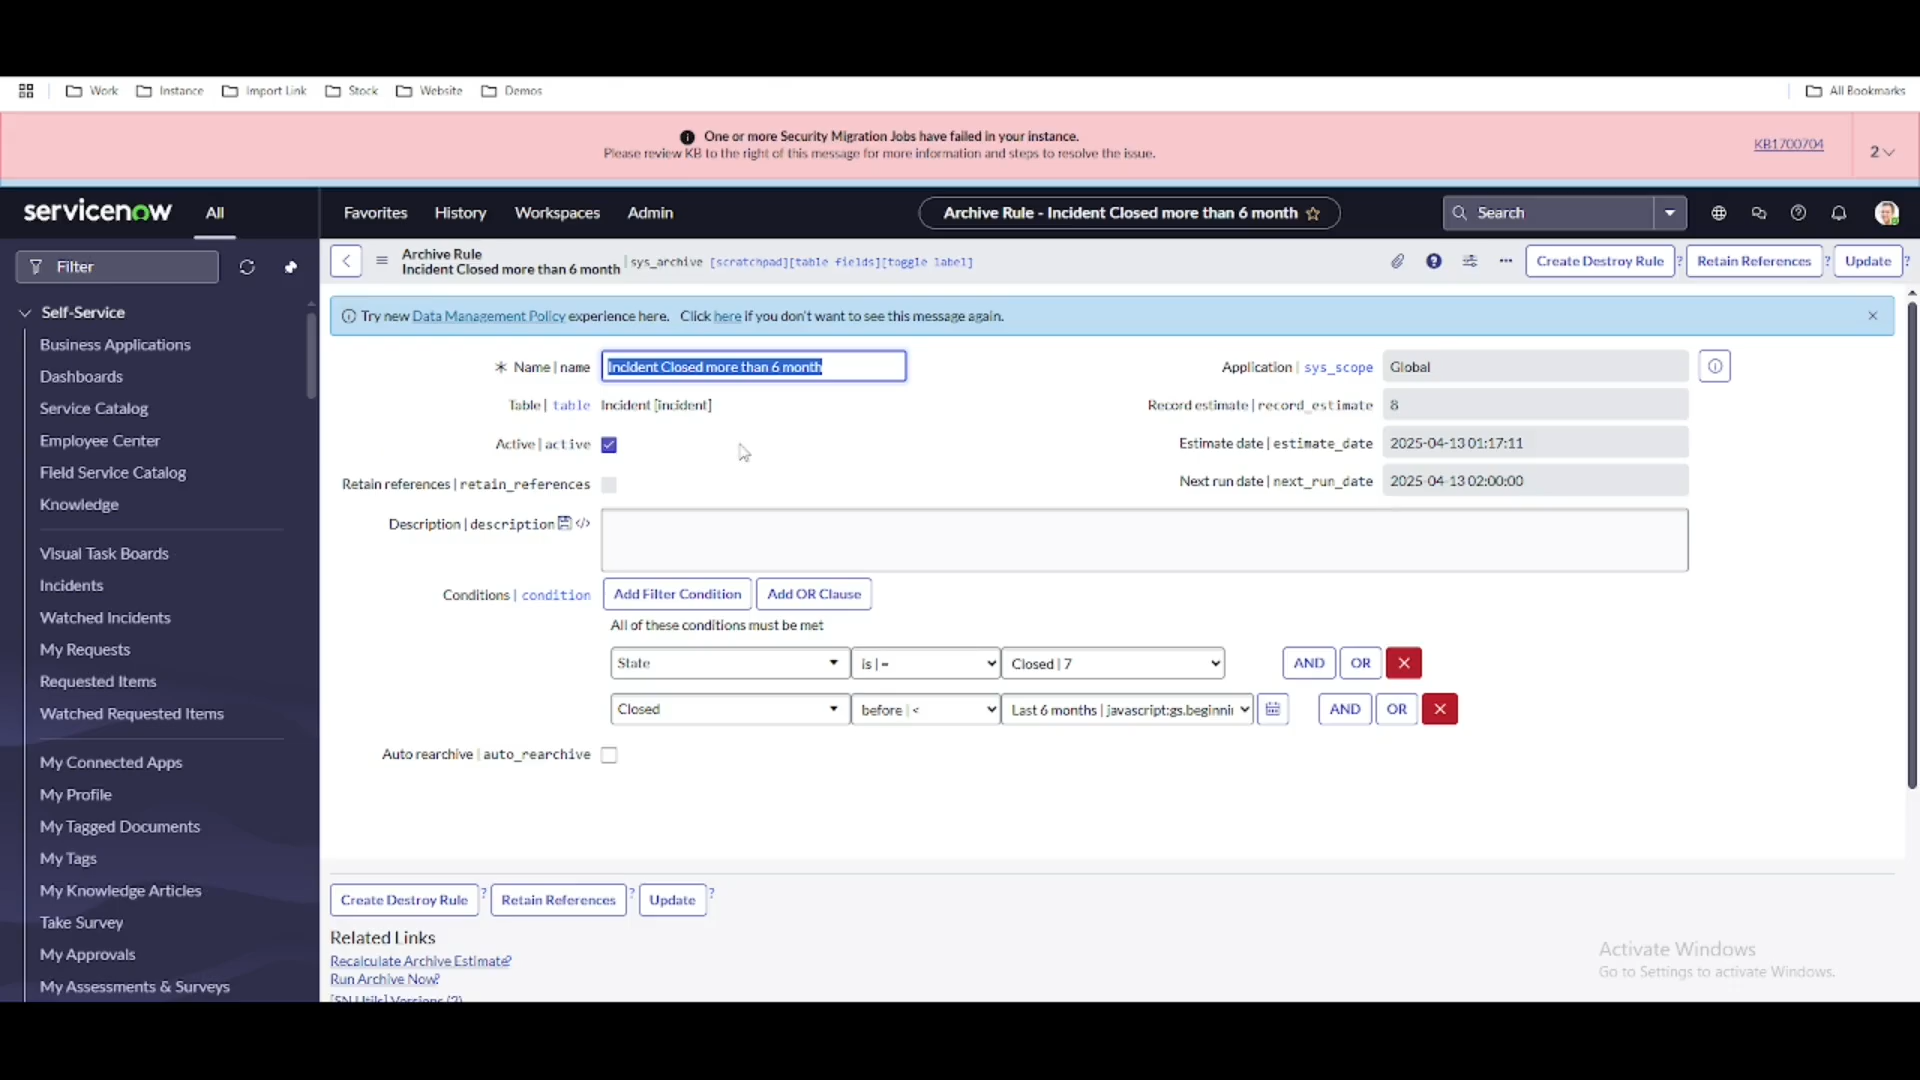 Work Instance Import Link Stock Website Demos All Bookmarks
One or more Security Migration Jobs have failed in your instance.
Please review KB to the right of this message for more information and steps to resolve the issue.
KB1700704
2
servicenow All Favorites History Workspaces Admin Archive Rule - Incident Closed more than 6 month Search
Filter
Archive Rule
Incident Closed more than 6 month | sys_archive [scratchpad][table fields][toggle label]
Create Destroy Rule ? Retain References ? Update ?
Self-Service
Business Applications
Dashboards
Service Catalog
Employee Center
Field Service Catalog
Knowledge
Visual Task Boards
Incidents
Watched Incidents
My Requests
Requested Items
Watched Requested Items
My Connected Apps
My Profile
My Tagged Documents
My Tags
My Knowledge Articles
Take Survey
My Approvals
My Assessments & Surveys
Try new Data Management Policy experience here. Click here if you don't want to see this message again.
Name | name Incident Closed more than 6 month
Table | table Incident [incident]
Active | active
Retain references | retain_references
Application | sys_scope Global
Record estimate | record_estimate 8
Estimate date | estimate_date 2025-04-13 01:17:11
Next run date | next_run_date 2025-04-13 02:00:00
Description | description </>
Conditions | condition Add Filter Condition Add OR Clause
All of these conditions must be met
State is | = Closed | 7 AND OR
Closed before | < Last 6 months | javascript:gs.beginnin AND OR
Auto rearchive | auto_rearchive
Create Destroy Rule ? Retain References ? Update ?
Related Links
Recalculate Archive Estimate?
Run Archive Now?
[SN Utils] Versions (2)
Activate Windows
Go to Settings to activate Windows.